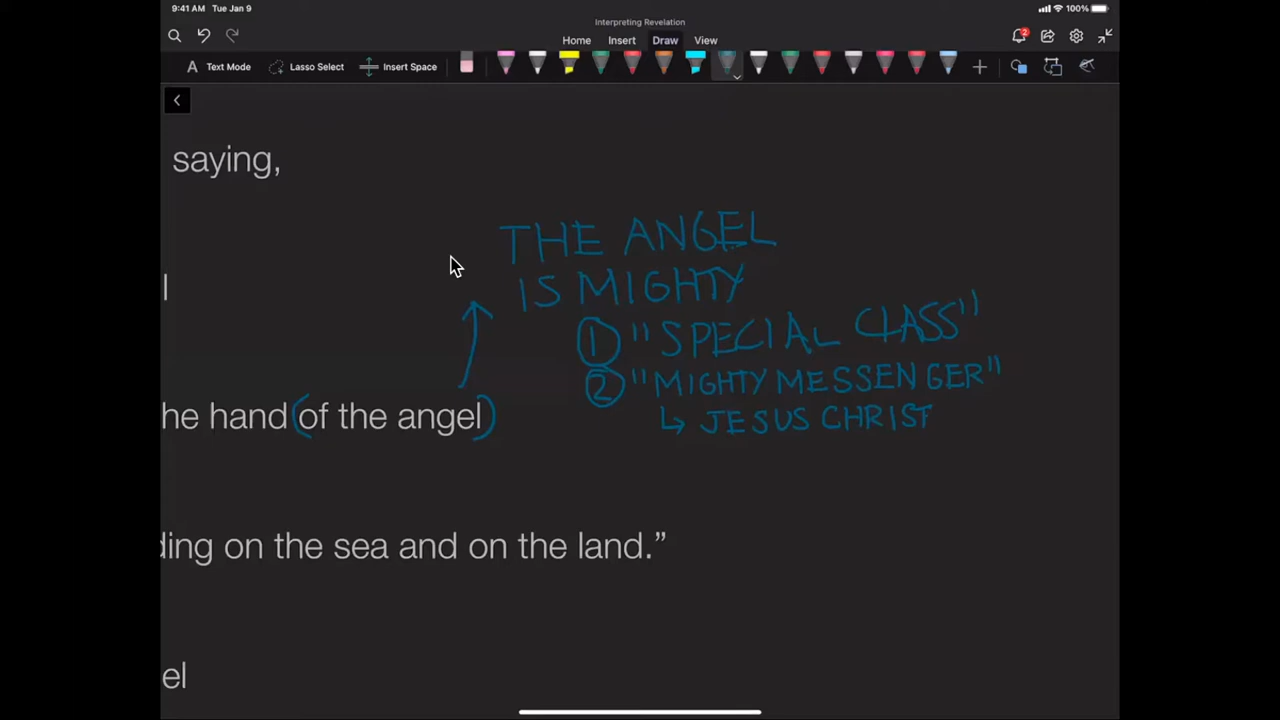 9:41 AM Tue Jan 9
100%
Interpreting Revelation
Home Insert Draw View
2
Text Mode Lasso Select Insert Space
saying,
THE ANGEL
IS MIGHTY
l
① "SPECIAL CLASS"
② "MIGHTY MESSENGER"
he hand (of the angel)
↳ JESUS CHRIST
ding on the sea and on the land.”
el